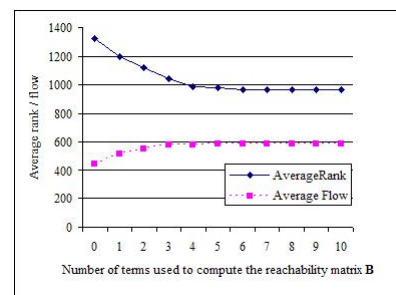 1400
1200
1000
800
600
400
200
0
Average rank / flow
AverageRank
Average Flow
0 1 2 3 4 5 6 7 8 9 10
Number of terms used to compute the reachability matrix B